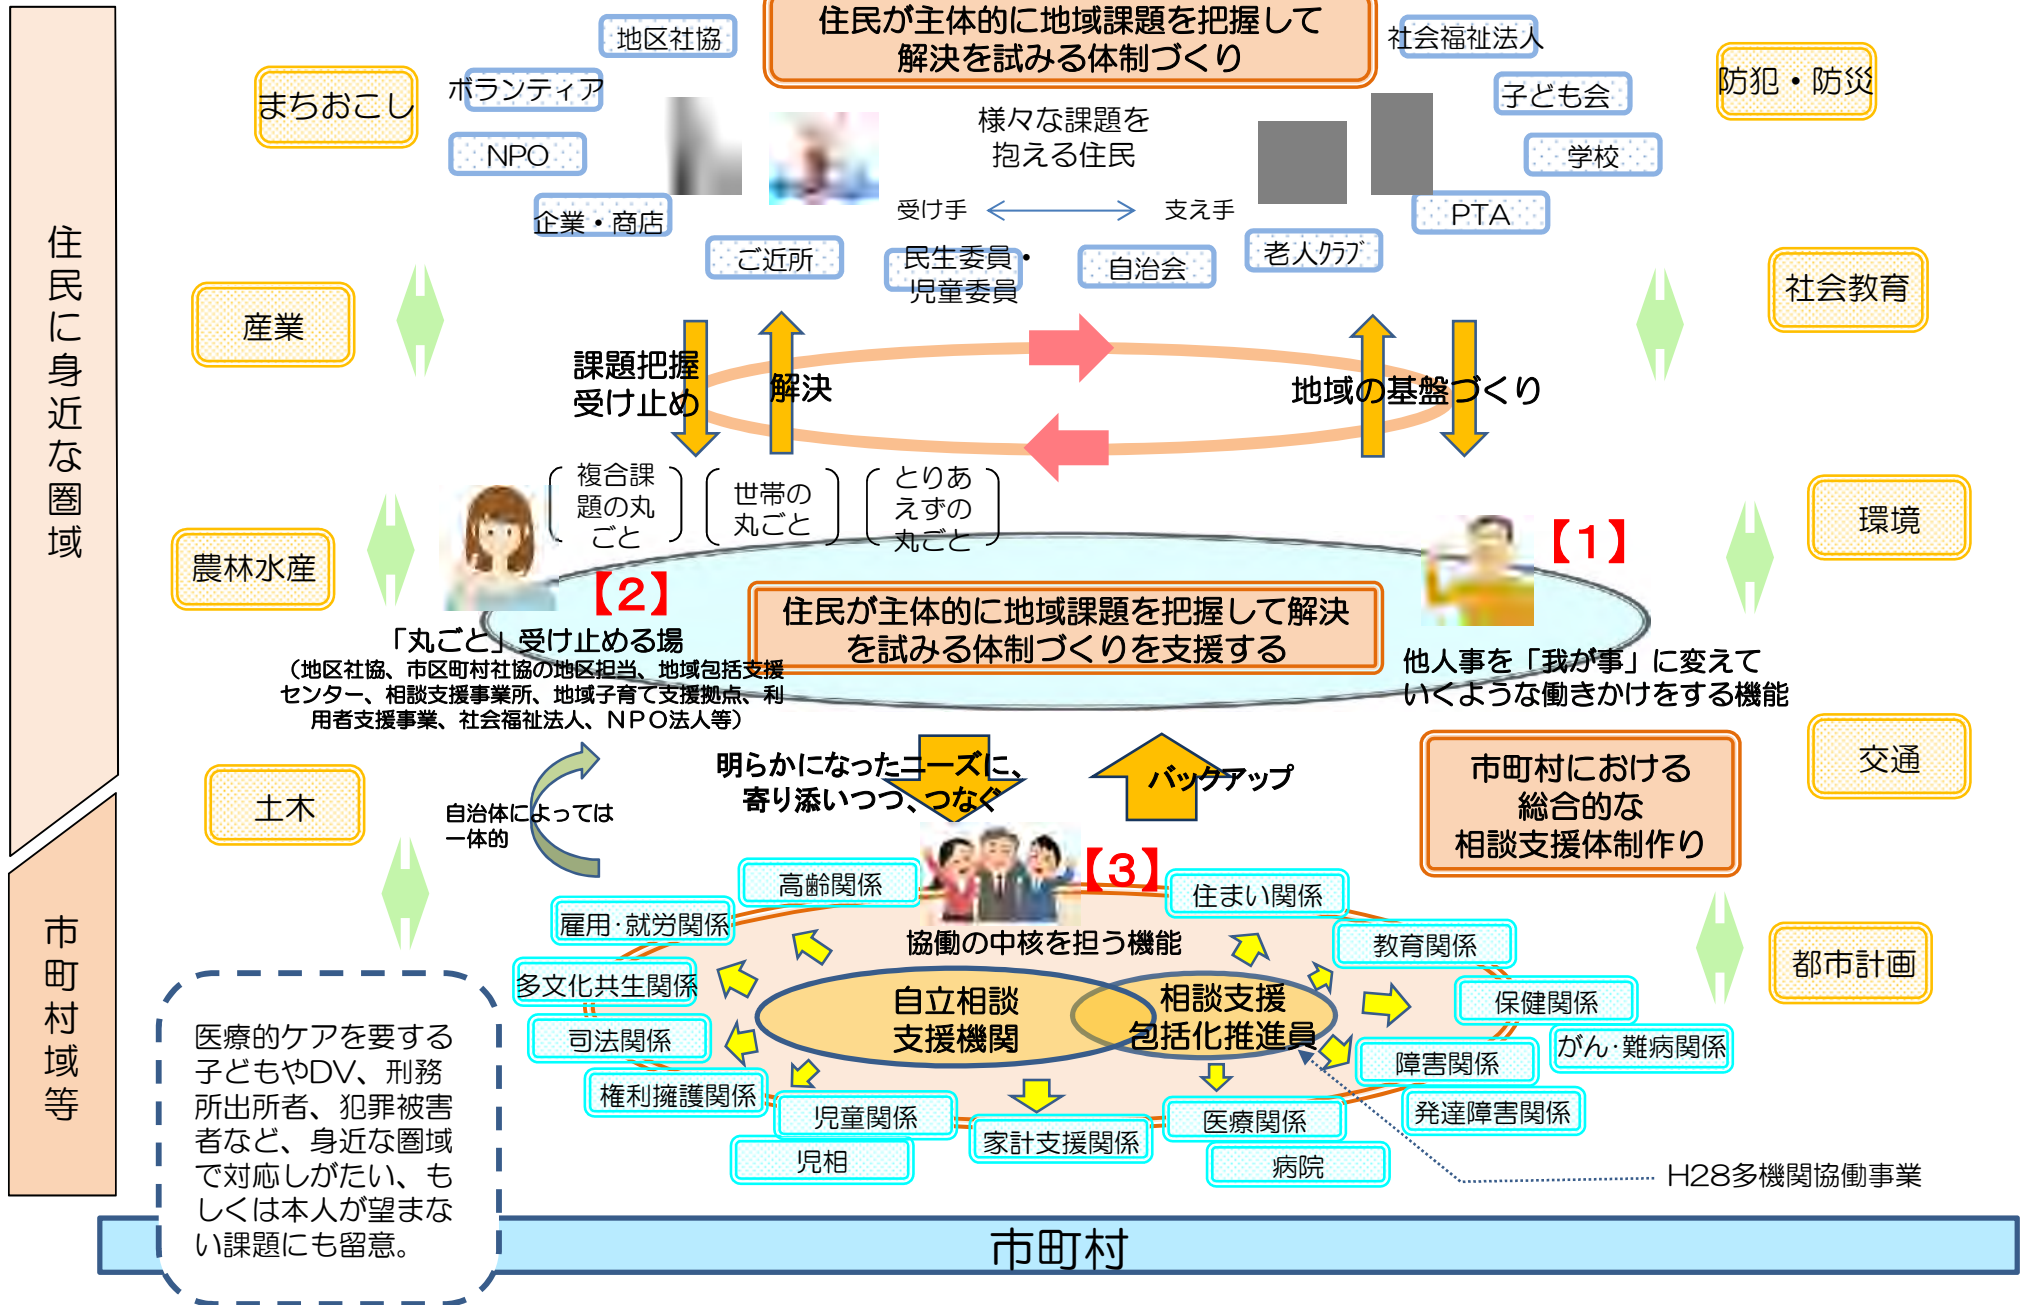 住民が主体的に地域課題を把握して
解決を試みる体制づくり
地区社協
社会福祉法人
まちおこし
ボランティア
子ども会
防犯・防災
NPO
様々な課題を
抱える住民
学校
企業・商店
受け手
支え手
PTA
ご近所
民生委員・
児童委員
自治会
老人クラブ
住民に身近な圏域
産業
社会教育
課題把握
受け止め
解決
地域の基盤づくり
複合課
題の丸
ごと
世帯の
丸ごと
とりあ
えずの
丸ごと
農林水産
環境
【1】
【2】
住民が主体的に地域課題を把握して解決
を試みる体制づくりを支援する
「丸ごと」受け止める場
（地区社協、市区町村社協の地区担当、地域包括支援
センター、相談支援事業所、地域子育て支援拠点、利
用者支援事業、社会福祉法人、NPO法人等）
他人事を「我が事」に変えて
いくような働きかけをする機能
土木
交通
自治体によっては
一体的
明らかになったニーズに、
寄り添いつつ、つなぐ
バックアップ
市町村における
総合的な
相談支援体制作り
【3】
市町村域等
高齢関係
住まい関係
雇用・就労関係
協働の中核を担う機能
教育関係
都市計画
多文化共生関係
自立相談
支援機関
相談支援
包括化推進員
保健関係
司法関係
がん・難病関係
障害関係
権利擁護関係
発達障害関係
児童関係
家計支援関係
医療関係
児相
病院
H28多機関協働事業
医療的ケアを要する
子どもやDV、刑務
所出所者、犯罪被害
者など、身近な圏域
で対応しがたい、も
しくは本人が望まな
い課題にも留意。
市町村